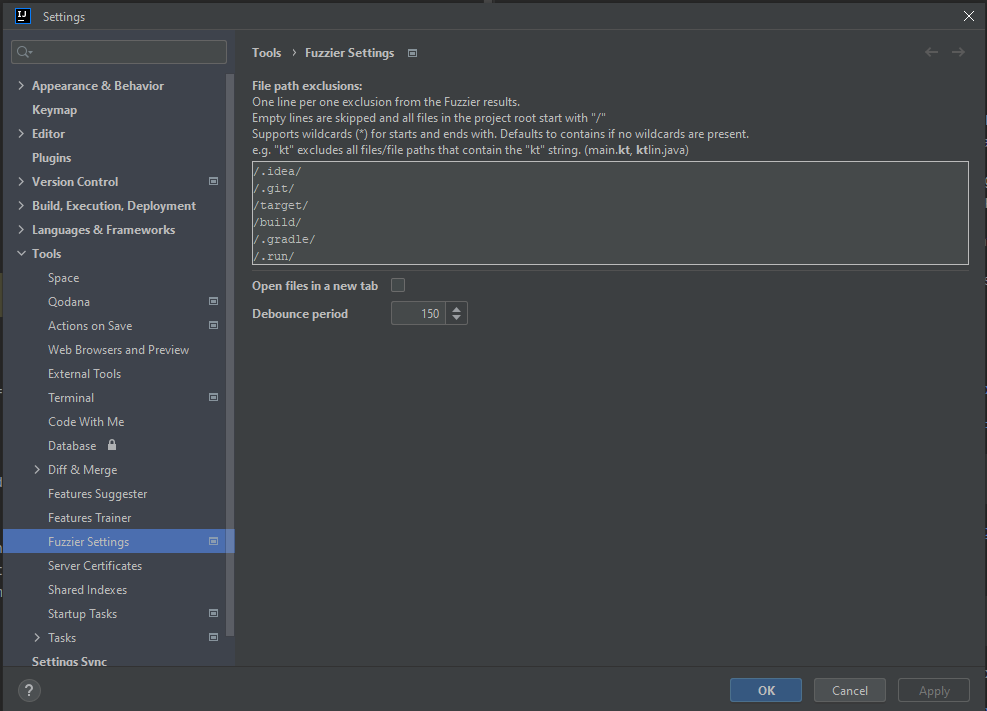 IJ
Settings
Appearance & Behavior
Keymap
Editor
Plugins
Version Control
Build, Execution, Deployment
Languages & Frameworks
Tools
Space
Qodana
Actions on Save
Web Browsers and Preview
External Tools
Terminal
Code With Me
Database
Diff & Merge
Features Suggester
Features Trainer
Fuzzier Settings
Server Certificates
Shared Indexes
Startup Tasks
Tasks
Settings Sync
Tools › Fuzzier Settings
File path exclusions:
One line per one exclusion from the Fuzzier results.
Empty lines are skipped and all files in the project root start with "/"
Supports wildcards (*) for starts and ends with. Defaults to contains if no wildcards are present.
e.g. "kt" excludes all files/file paths that contain the "kt" string. (main.kt, ktlin.java)
/.idea/
/.git/
/target/
/build/
/.gradle/
/.run/
Open files in a new tab
Debounce period 150
?
OK Cancel Apply